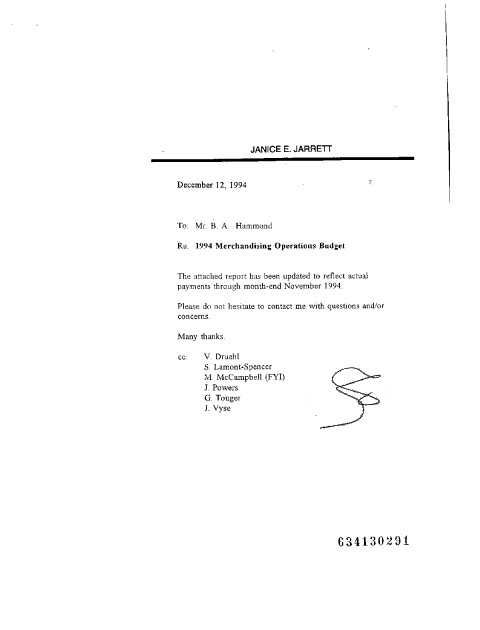 JANICE E. JARRETT
December 12, 1994
To: Mr. B. A. Hammond
Re: 1994 Merchandising Operations Budget
The attached report has been updated to reflect actual
payments through month-end November 1994.
Please do not hesitate to contact me with questions and/or
concerns.
Many thanks.
cc: V. Druehl
S. Lamont-Spencer
M. McCampbell (FYI)
J. Powers
G. Touger
J. Vyse
634130291